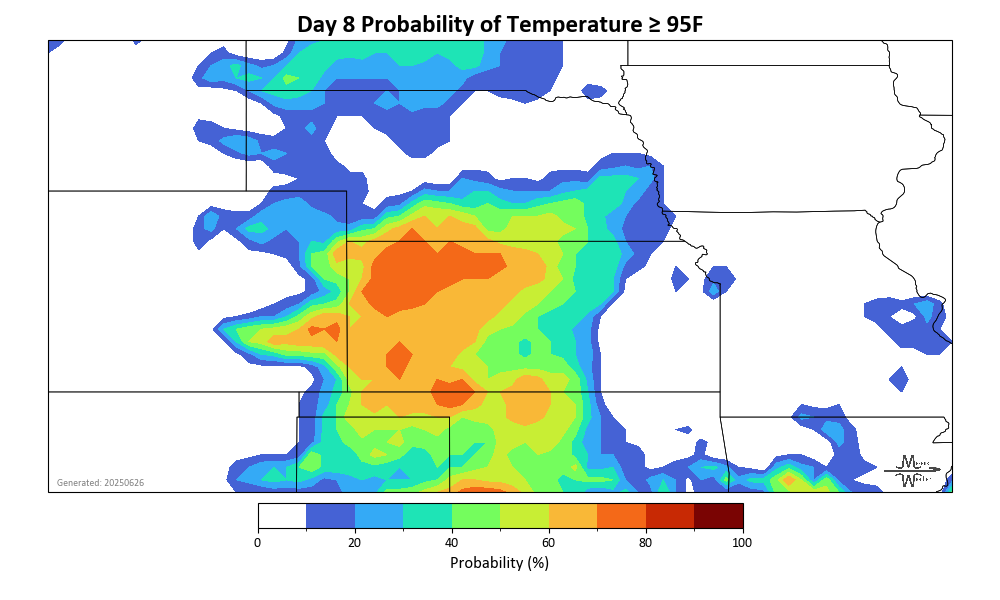 Day 8 Probability of Temperature ≥ 95F
Generated: 20250626
0 20 40 60 80 100
Probability (%)